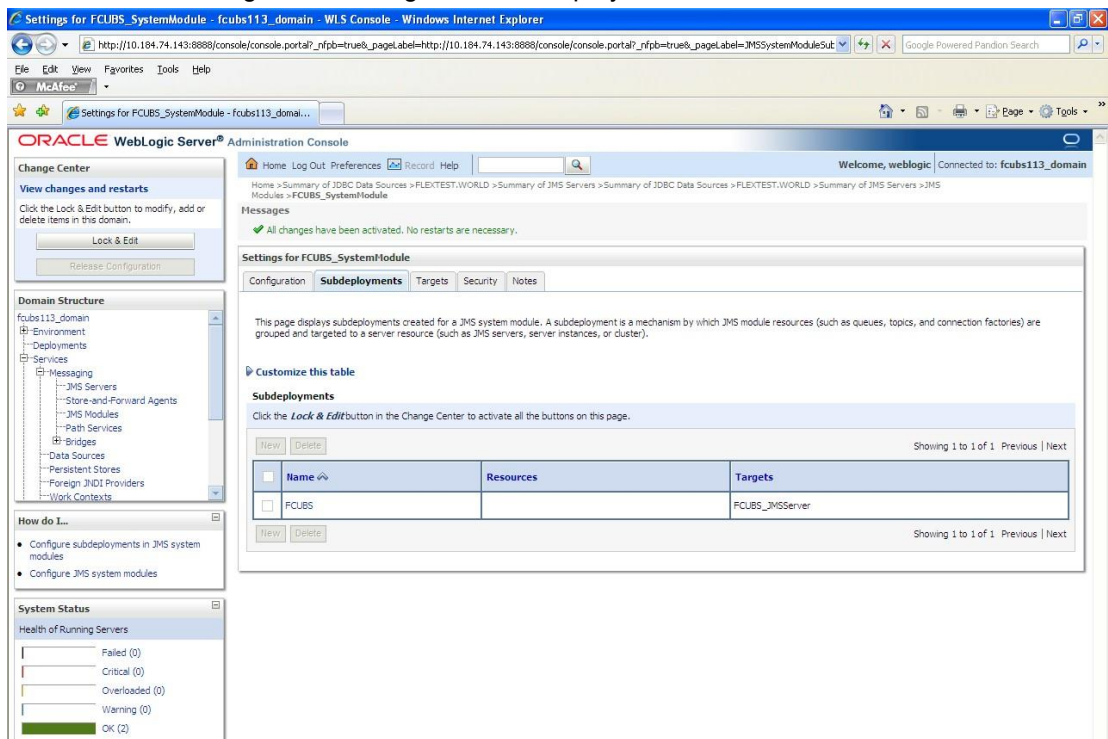 Settings for FCUBS_SystemModule - fcubs113_domain - WLS Console - Windows Internet Explorer
http://10.184.74.143:8888/console/console.portal?_nfpb=true&_pageLabel=http://10.184.74.143:8888/console/console.portal?_nfpb=true&_pageLabel=JMSSystemModuleSub
Google Powered Pandion Search
File Edit View Favorites Tools Help
McAfee
Settings for FCUBS_SystemModule - fcubs113_domai...
Page Tools
ORACLE WebLogic Server® Administration Console
Change Center
View changes and restarts
Click the Lock & Edit button to modify, add or
delete items in this domain.
Lock & Edit
Release Configuration
Domain Structure
fcubs113_domain
Environment
Deployments
Services
Messaging
JMS Servers
Store-and-Forward Agents
JMS Modules
Path Services
Bridges
Data Sources
Persistent Stores
Foreign JNDI Providers
Work Contexts
How do I...
Configure subdeployments in JMS system
modules
Configure JMS system modules
System Status
Health of Running Servers
Failed (0)
Critical (0)
Overloaded (0)
Warning (0)
OK (2)
Home Log Out Preferences Record Help
Welcome, weblogic Connected to: fcubs113_domain
Home >Summary of JDBC Data Sources >FLEXTEST.WORLD >Summary of JMS Servers >Summary of JDBC Data Sources >FLEXTEST.WORLD >Summary of JMS Servers >JMS
Modules >FCUBS_SystemModule
Messages
All changes have been activated. No restarts are necessary.
Settings for FCUBS_SystemModule
Configuration Subdeployments Targets Security Notes
This page displays subdeployments created for a JMS system module. A subdeployment is a mechanism by which JMS module resources (such as queues, topics, and connection factories) are
grouped and targeted to a server resource (such as JMS servers, server instances, or cluster).
Customize this table
Subdeployments
Click the Lock & Edit button in the Change Center to activate all the buttons on this page.
New Delete Showing 1 to 1 of 1 Previous | Next
Name Resources Targets
FCUBS FCUBS_JMSServer
New Delete Showing 1 to 1 of 1 Previous | Next